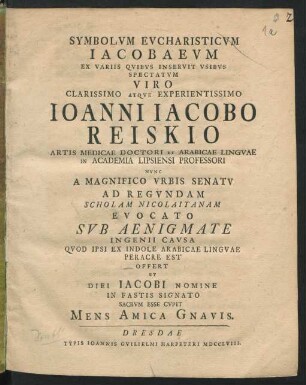 SYMBOLVM EVCHARISTICVM
IACOBAEVM
EX VARIIS QVIBVS INSERVIT VSIBVS
SPECTATVM
VIRO
CLARISSIMO ATQVE EXPERIENTISSIMO
IOANNI IACOBO
REISKIO
ARTIS MEDICAE DOCTORI ET ARABICAE LINGVAE
IN ACADEMIA LIPSIENSI PROFESSORI
NVNC
A MAGNIFICO VRBIS SENATV
AD REGVNDAM
SCHOLAM NICOLAITANAM
EVOCATO
SVB AENIGMATE
INGENII CAVSA
QVOD IPSI EX INDOLE ARABICAE LINGVAE
PERACRE EST
OFFERT
ET
DIEI IACOBI NOMINE
IN FASTIS SIGNATO
SACRVM ESSE CVPIT
MENS AMICA GNAVIS.
DRESDAE
TYPIS IOANNIS GVILIELMI HARPETERI MDCCLVIII.